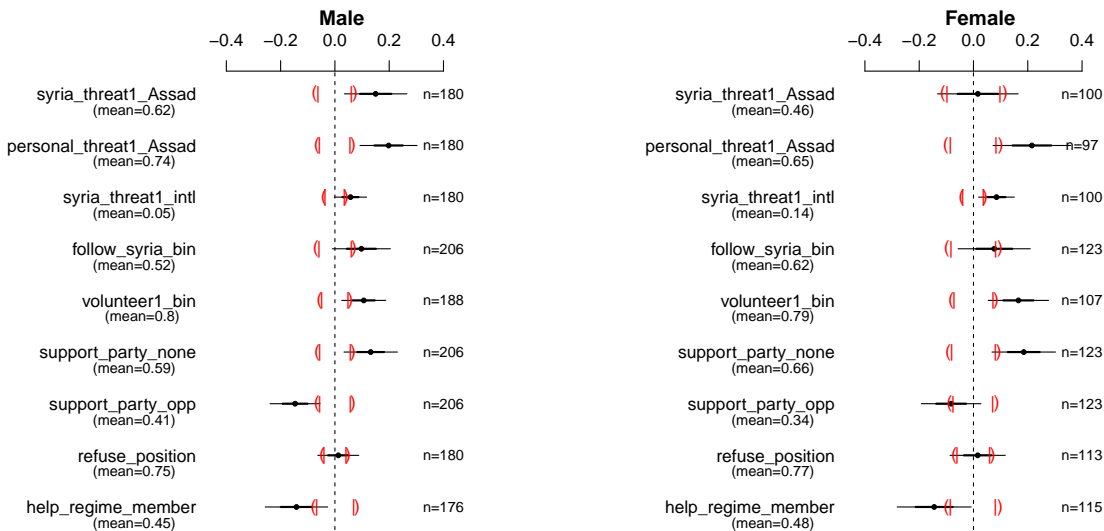 Male
−0.4 −0.2 0.0 0.2 0.4
syria_threat1_Assad
(mean=0.62)
n=180
personal_threat1_Assad
(mean=0.74)
n=180
syria_threat1_intl
(mean=0.05)
n=180
follow_syria_bin
(mean=0.52)
n=206
volunteer1_bin
(mean=0.8)
n=188
support_party_none
(mean=0.59)
n=206
support_party_opp
(mean=0.41)
n=206
refuse_position
(mean=0.75)
n=180
help_regime_member
(mean=0.45)
n=176
Female
−0.4 −0.2 0.0 0.2 0.4
syria_threat1_Assad
(mean=0.46)
n=100
personal_threat1_Assad
(mean=0.65)
n=97
syria_threat1_intl
(mean=0.14)
n=100
follow_syria_bin
(mean=0.62)
n=123
volunteer1_bin
(mean=0.79)
n=107
support_party_none
(mean=0.66)
n=123
support_party_opp
(mean=0.34)
n=123
refuse_position
(mean=0.77)
n=113
help_regime_member
(mean=0.48)
n=115